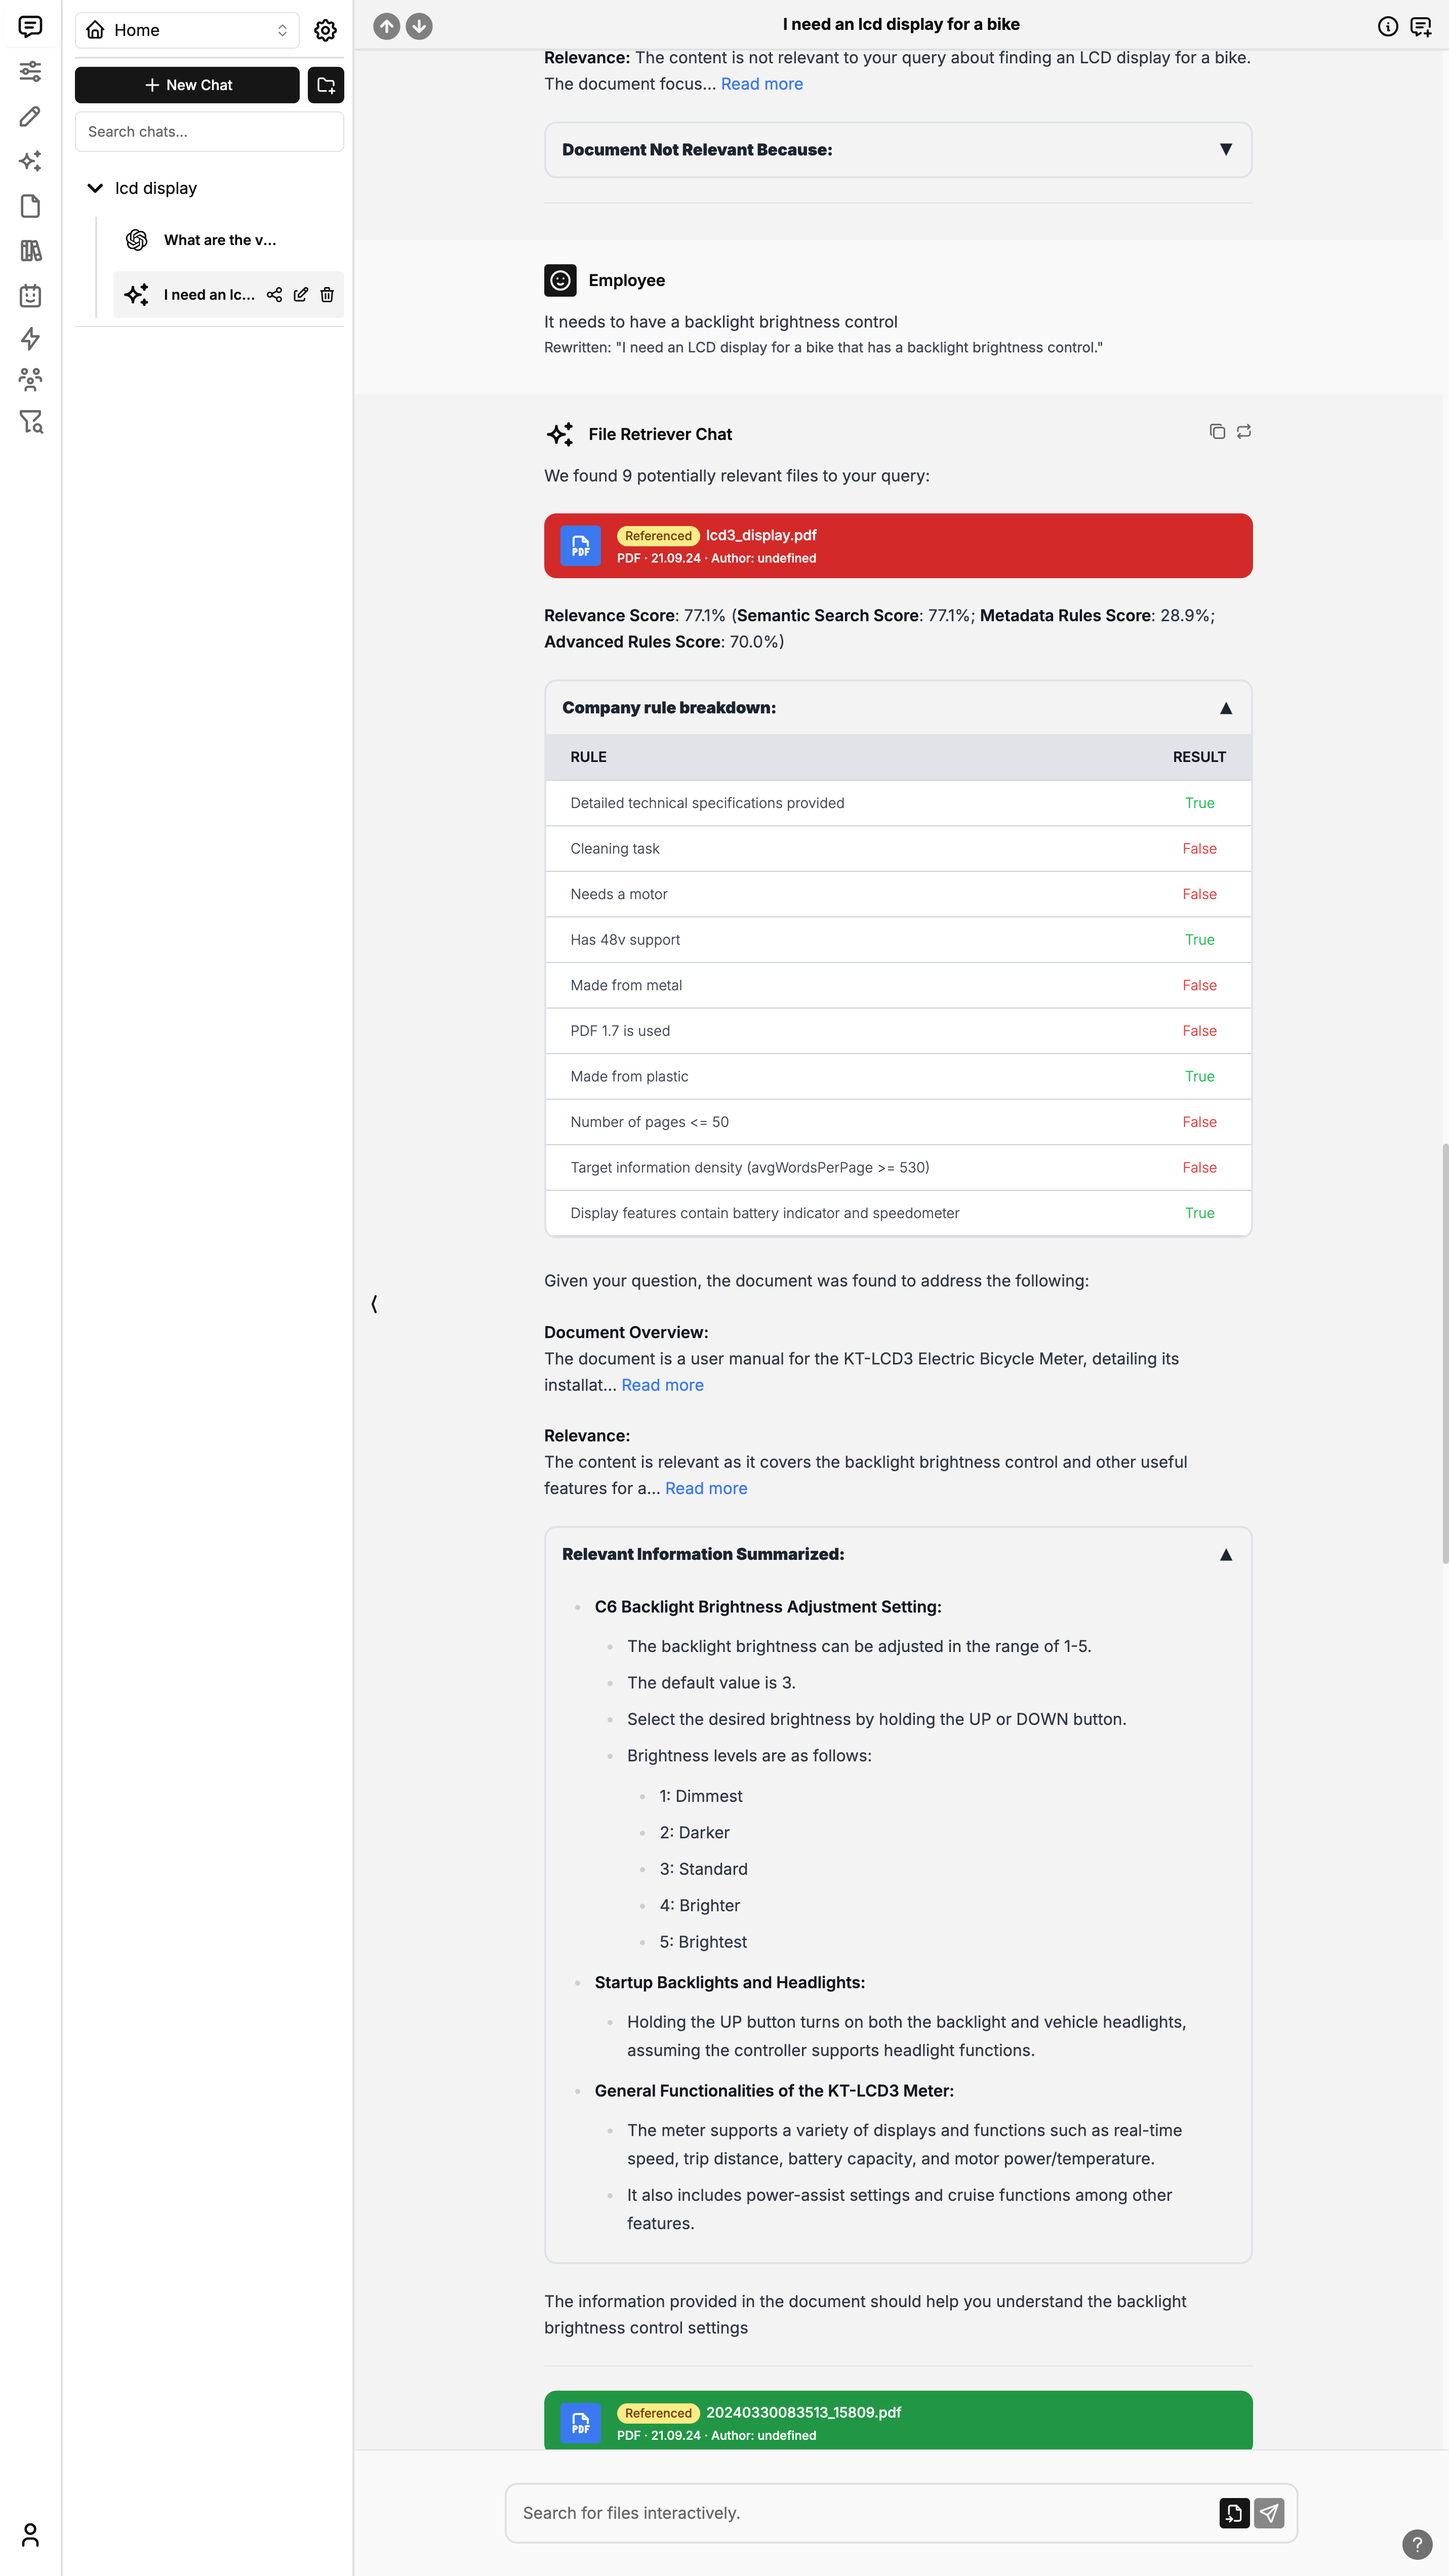 Home
New Chat
Search chats...
lcd display
What are the v...
I need an lc...
I need an lcd display for a bike
Relevance: The content is not relevant to your query about finding an LCD display for a bike.
The document focus... Read more
Document Not Relevant Because:
Employee
It needs to have a backlight brightness control
Rewritten: "I need an LCD display for a bike that has a backlight brightness control."
File Retriever Chat
We found 9 potentially relevant files to your query:
PDF
Referenced lcd3_display.pdf
PDF · 21.09.24 · Author: undefined
Relevance Score: 77.1% (Semantic Search Score: 77.1%; Metadata Rules Score: 28.9%;
Advanced Rules Score: 70.0%)
Company rule breakdown:
RULE RESULT
Detailed technical specifications provided True
Cleaning task False
Needs a motor False
Has 48v support True
Made from metal False
PDF 1.7 is used False
Made from plastic True
Number of pages <= 50 False
Target information density (avgWordsPerPage >= 530) False
Display features contain battery indicator and speedometer True
Given your question, the document was found to address the following:
Document Overview:
The document is a user manual for the KT-LCD3 Electric Bicycle Meter, detailing its
installat... Read more
Relevance:
The content is relevant as it covers the backlight brightness control and other useful
features for a... Read more
Relevant Information Summarized:
C6 Backlight Brightness Adjustment Setting:
The backlight brightness can be adjusted in the range of 1-5.
The default value is 3.
Select the desired brightness by holding the UP or DOWN button.
Brightness levels are as follows:
1: Dimmest
2: Darker
3: Standard
4: Brighter
5: Brightest
Startup Backlights and Headlights:
Holding the UP button turns on both the backlight and vehicle headlights,
assuming the controller supports headlight functions.
General Functionalities of the KT-LCD3 Meter:
The meter supports a variety of displays and functions such as real-time
speed, trip distance, battery capacity, and motor power/temperature.
It also includes power-assist settings and cruise functions among other
features.
The information provided in the document should help you understand the backlight
brightness control settings
PDF
Referenced 20240330083513_15809.pdf
PDF · 21.09.24 · Author: undefined
Search for files interactively.
?